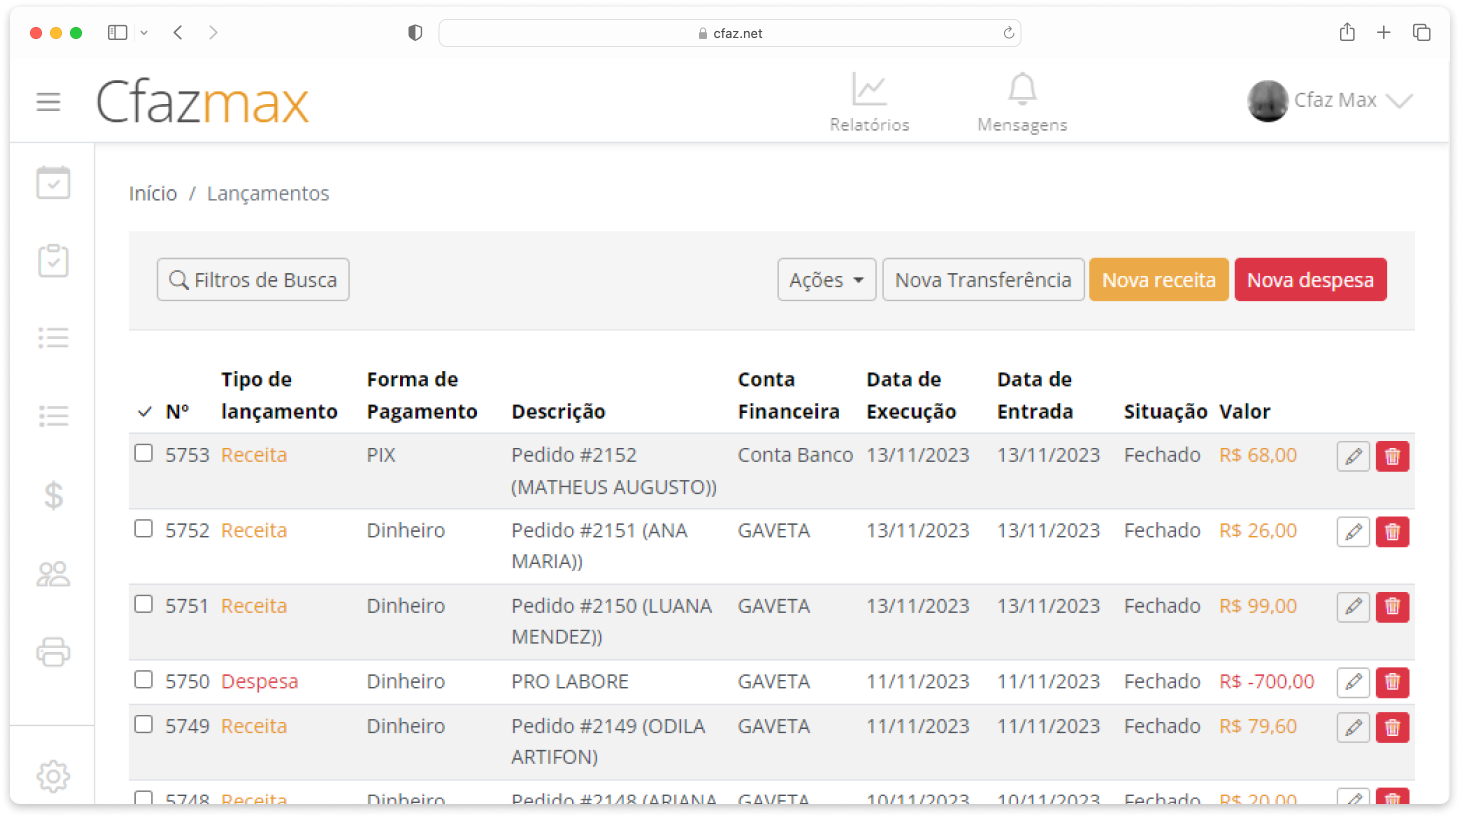 cfaz.net
Cfazmax
Relatórios
Mensagens
Cfaz Max
Início / Lançamentos
Filtros de Busca
Ações
Nova Transferência
Nova receita
Nova despesa
Nº Tipo de lançamento Forma de Pagamento Descrição Conta Financeira Data de Execução Data de Entrada Situação Valor
5753 Receita PIX Pedido #2152 Conta Banco 13/11/2023 13/11/2023 Fechado R$ 68,00
(MATHEUS AUGUSTO))
5752 Receita Dinheiro Pedido #2151 (ANA GAVETA 13/11/2023 13/11/2023 Fechado R$ 26,00
MARIA))
5751 Receita Dinheiro Pedido #2150 (LUANA GAVETA 13/11/2023 13/11/2023 Fechado R$ 99,00
MENDEZ))
5750 Despesa Dinheiro PRO LABORE GAVETA 11/11/2023 11/11/2023 Fechado R$ -700,00
5749 Receita Dinheiro Pedido #2149 (ODILA GAVETA 11/11/2023 11/11/2023 Fechado R$ 79,60
ARTIFON)
5748 Receita Dinheiro Pedido #2148 (ARIANA GAVETA 10/11/2023 10/11/2023 Fechado R$ 20,00